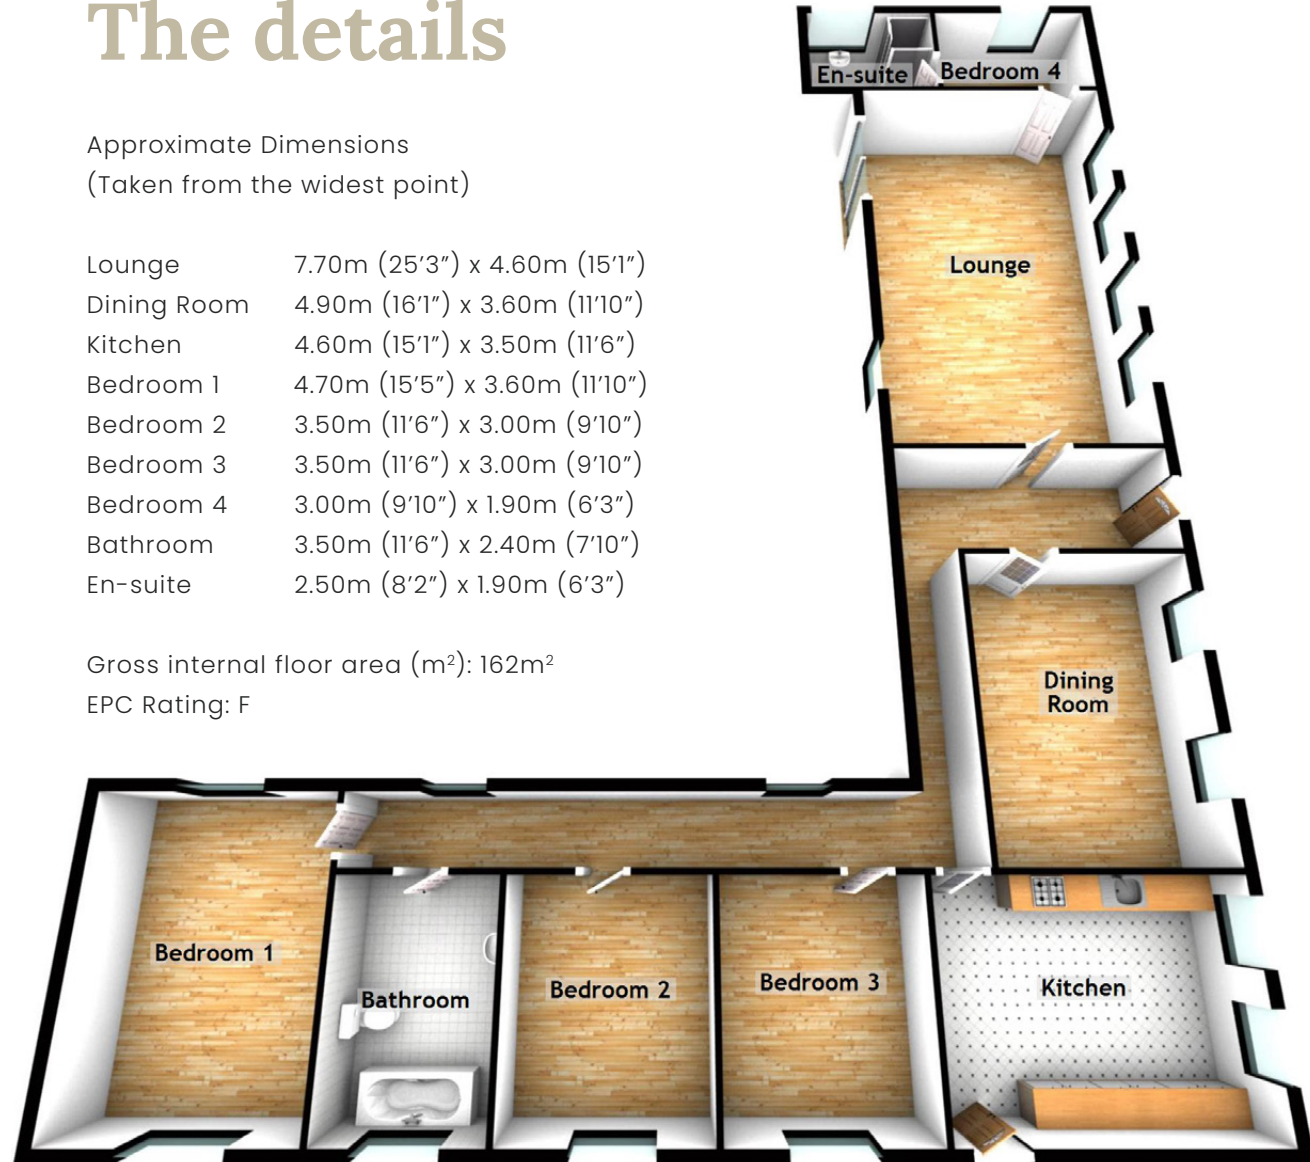 The details
Approximate Dimensions
(Taken from the widest point)
Lounge 7.70m (25’3”) x 4.60m (15’1”)
Dining Room 4.90m (16’1”) x 3.60m (11’10”)
Kitchen 4.60m (15’1”) x 3.50m (11’6”)
Bedroom 1 4.70m (15’5”) x 3.60m (11’10”)
Bedroom 2 3.50m (11’6”) x 3.00m (9’10”)
Bedroom 3 3.50m (11’6”) x 3.00m (9’10”)
Bedroom 4 3.00m (9’10”) x 1.90m (6’3”)
Bathroom 3.50m (11’6”) x 2.40m (7’10”)
En-suite 2.50m (8’2”) x 1.90m (6’3”)
Gross internal floor area (m²): 162m²
EPC Rating: F
En-suite
Bedroom 4
Lounge
Dining
Room
Bedroom 1
Bathroom
Bedroom 2
Bedroom 3
Kitchen